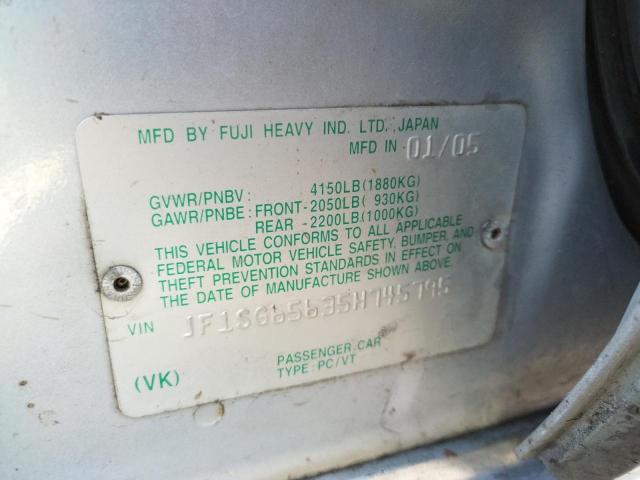 MFD BY FUJI HEAVY IND. LTD. JAPAN
MFD IN 01/05
GVWR/PNBV : 4150LB(1880KG)
GAWR/PNBE : FRONT-2050LB( 930KG)
REAR -2200LB(1000KG)
THIS VEHICLE CONFORMS TO ALL APPLICABLE
FEDERAL MOTOR VEHICLE SAFETY, BUMPER, AND
THEFT PREVENTION STANDARDS IN EFFECT ON
THE DATE OF MANUFACTURE SHOWN ABOVE.
VIN JF1SG65635H745795
PASSENGER CAR
(VK) TYPE : PC/VT